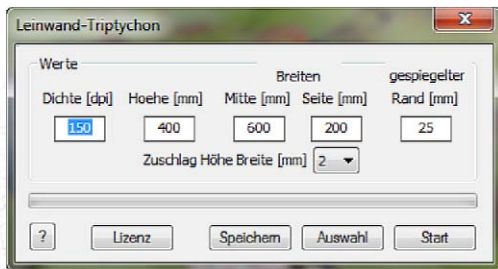 Leinwand-Triptychon
Werte
Breiten gespiegelter
Dichte [dpi] Hoehe [mm] Mitte [mm] Seite [mm] Rand [mm]
150 400 600 200 25
Zuschlag Höhe Breite [mm] 2
? Lizenz Speichern Auswahl Start